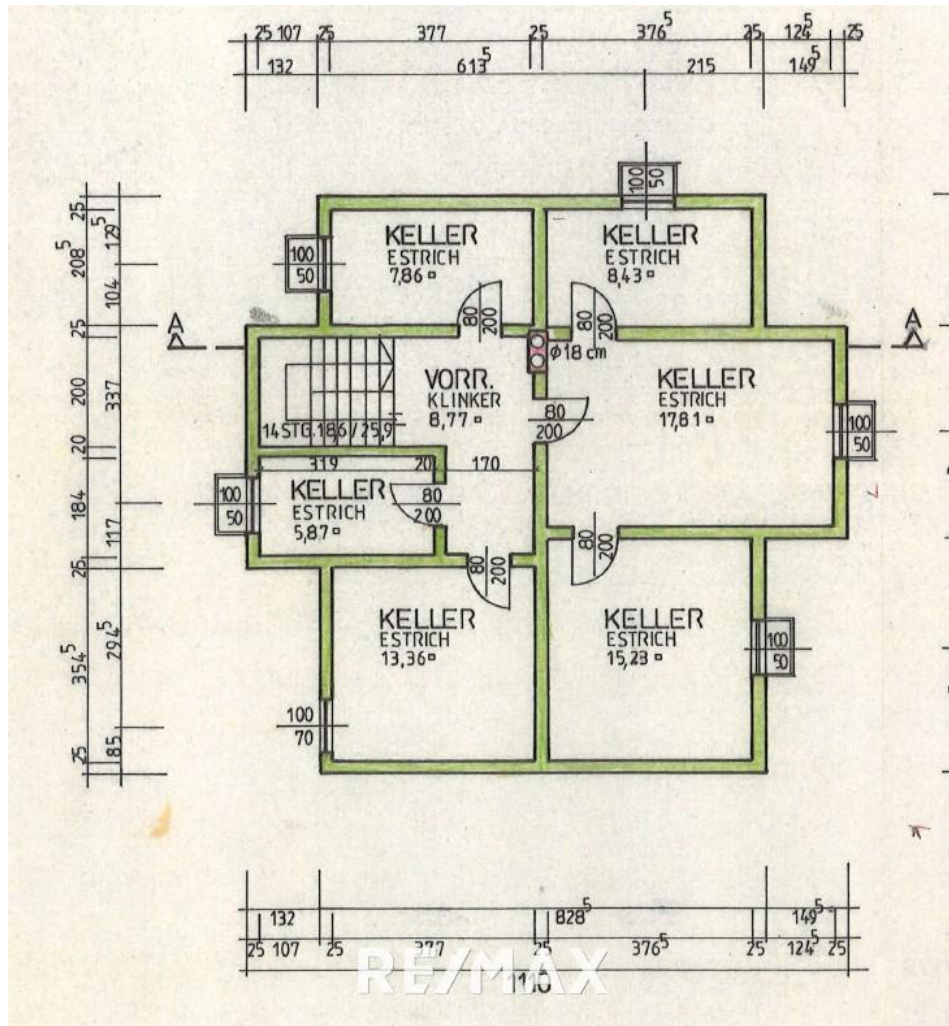 25 107 25 377 25 376⁵ 25 124⁵ 25
132 613⁵ 215 149⁵
100
50
25
129⁵
208⁵
104
25
200
337
20
184
117
25
294⁵
354⁵
85
25
KELLER
ESTRICH
7,86
100
50
80
200
KELLER
ESTRICH
8,43
80
200
A
A
ø18 cm
VORR.
KLINKER
8,77
14 STG. 18,6 / 25,9
80
200
KELLER
ESTRICH
17,81
100
50
319 20 170
100
50
KELLER
ESTRICH
5,87
80
200
80
200
80
200
KELLER
ESTRICH
13,36
KELLER
ESTRICH
15,23
100
50
100
70
132 828⁵ 149⁵
25 107 25 377 25 376⁵ 25 124⁵ 25
RE/MAX